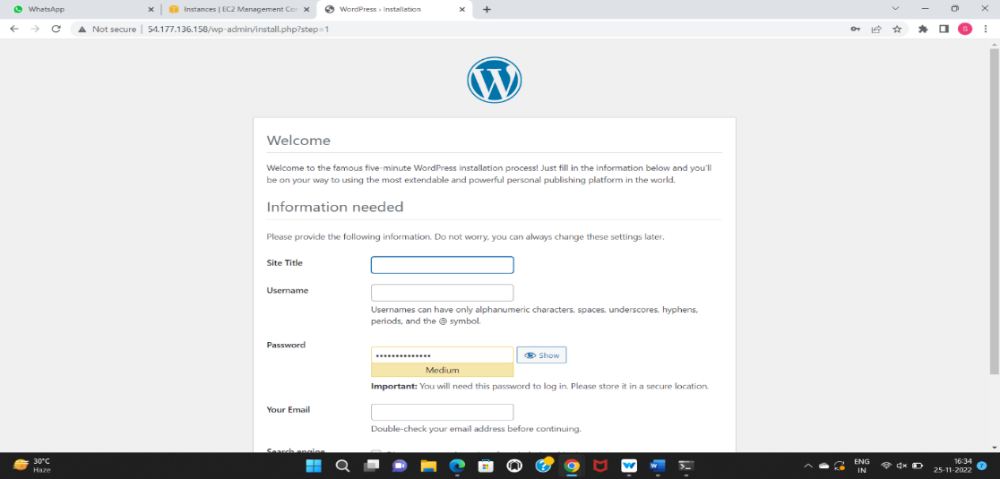 WhatsApp
Instances | EC2 Management Con
WordPress › Installation
Not secure | 54.177.136.158/wp-admin/install.php?step=1
S
Welcome
Welcome to the famous five-minute WordPress installation process! Just fill in the information below and you'll
be on your way to using the most extendable and powerful personal publishing platform in the world.
Information needed
Please provide the following information. Do not worry, you can always change these settings later.
Site Title
Username
Usernames can have only alphanumeric characters, spaces, underscores, hyphens,
periods, and the @ symbol.
Password
••••••••••••••
Show
Medium
Important: You will need this password to log in. Please store it in a secure location.
Your Email
Double-check your email address before continuing.
Search engine
30°C
Haze
ENG
IN
16:34
25-11-2022
2